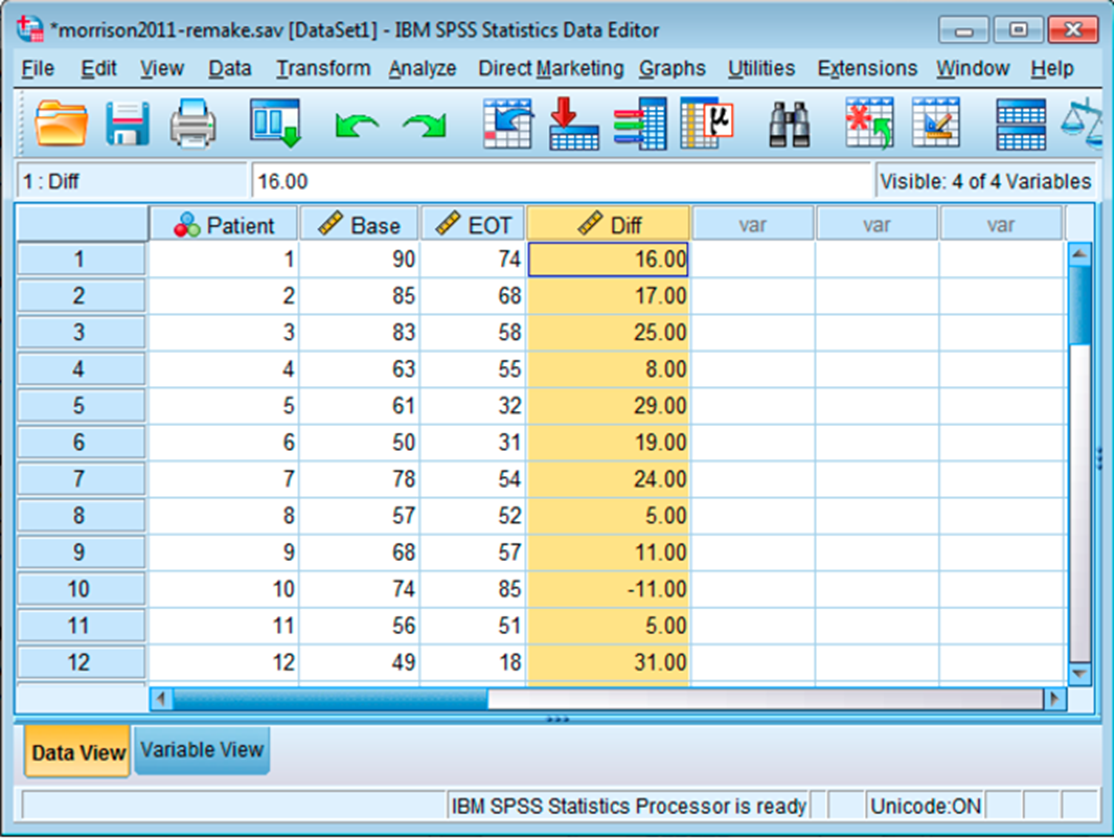 *morrison2011-remake.sav [DataSet1] - IBM SPSS Statistics Data Editor
File Edit View Data Transform Analyze Direct Marketing Graphs Utilities Extensions Window Help
μ
1 : Diff 16.00 Visible: 4 of 4 Variables
Patient Base EOT Diff var var var
1 1 90 74 16.00
2 2 85 68 17.00
3 3 83 58 25.00
4 4 63 55 8.00
5 5 61 32 29.00
6 6 50 31 19.00
7 7 78 54 24.00
8 8 57 52 5.00
9 9 68 57 11.00
10 10 74 85 -11.00
11 11 56 51 5.00
12 12 49 18 31.00
Data View Variable View
IBM SPSS Statistics Processor is ready Unicode:ON